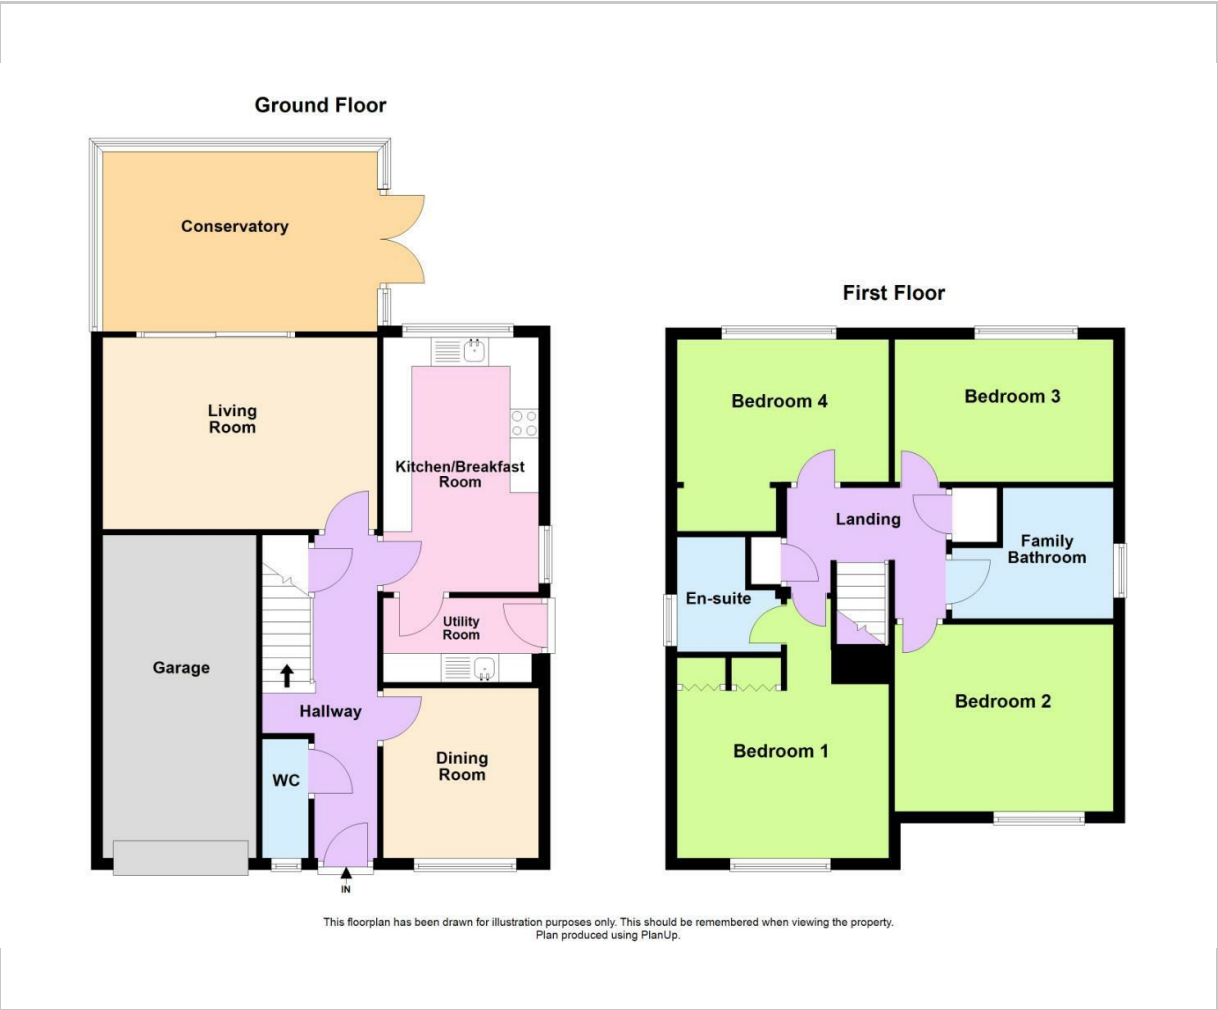 Ground Floor
Conservatory
Living
Room
Kitchen/Breakfast
Room
Utility
Room
Garage
Hallway
WC
Dining
Room
IN
First Floor
Bedroom 4
Bedroom 3
Landing
Family
Bathroom
En-suite
Bedroom 2
Bedroom 1
This floorplan has been drawn for illustration purposes only. This should be remembered when viewing the property.
Plan produced using PlanUp.